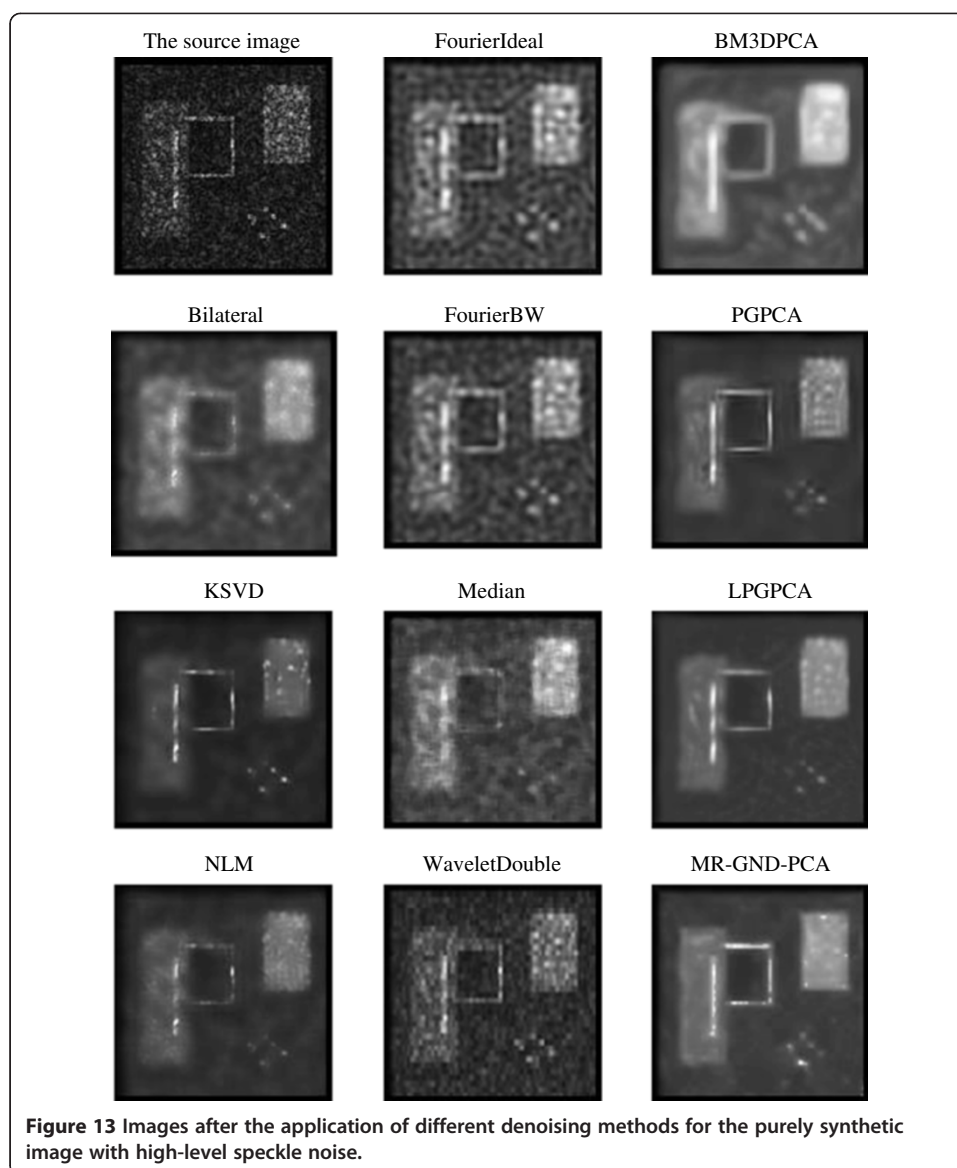 The source image
FourierIdeal
BM3DPCA
Bilateral
FourierBW
PGPCA
KSVD
Median
LPGPCA
NLM
WaveletDouble
MR-GND-PCA
Figure 13 Images after the application of different denoising methods for the purely synthetic
image with high-level speckle noise.